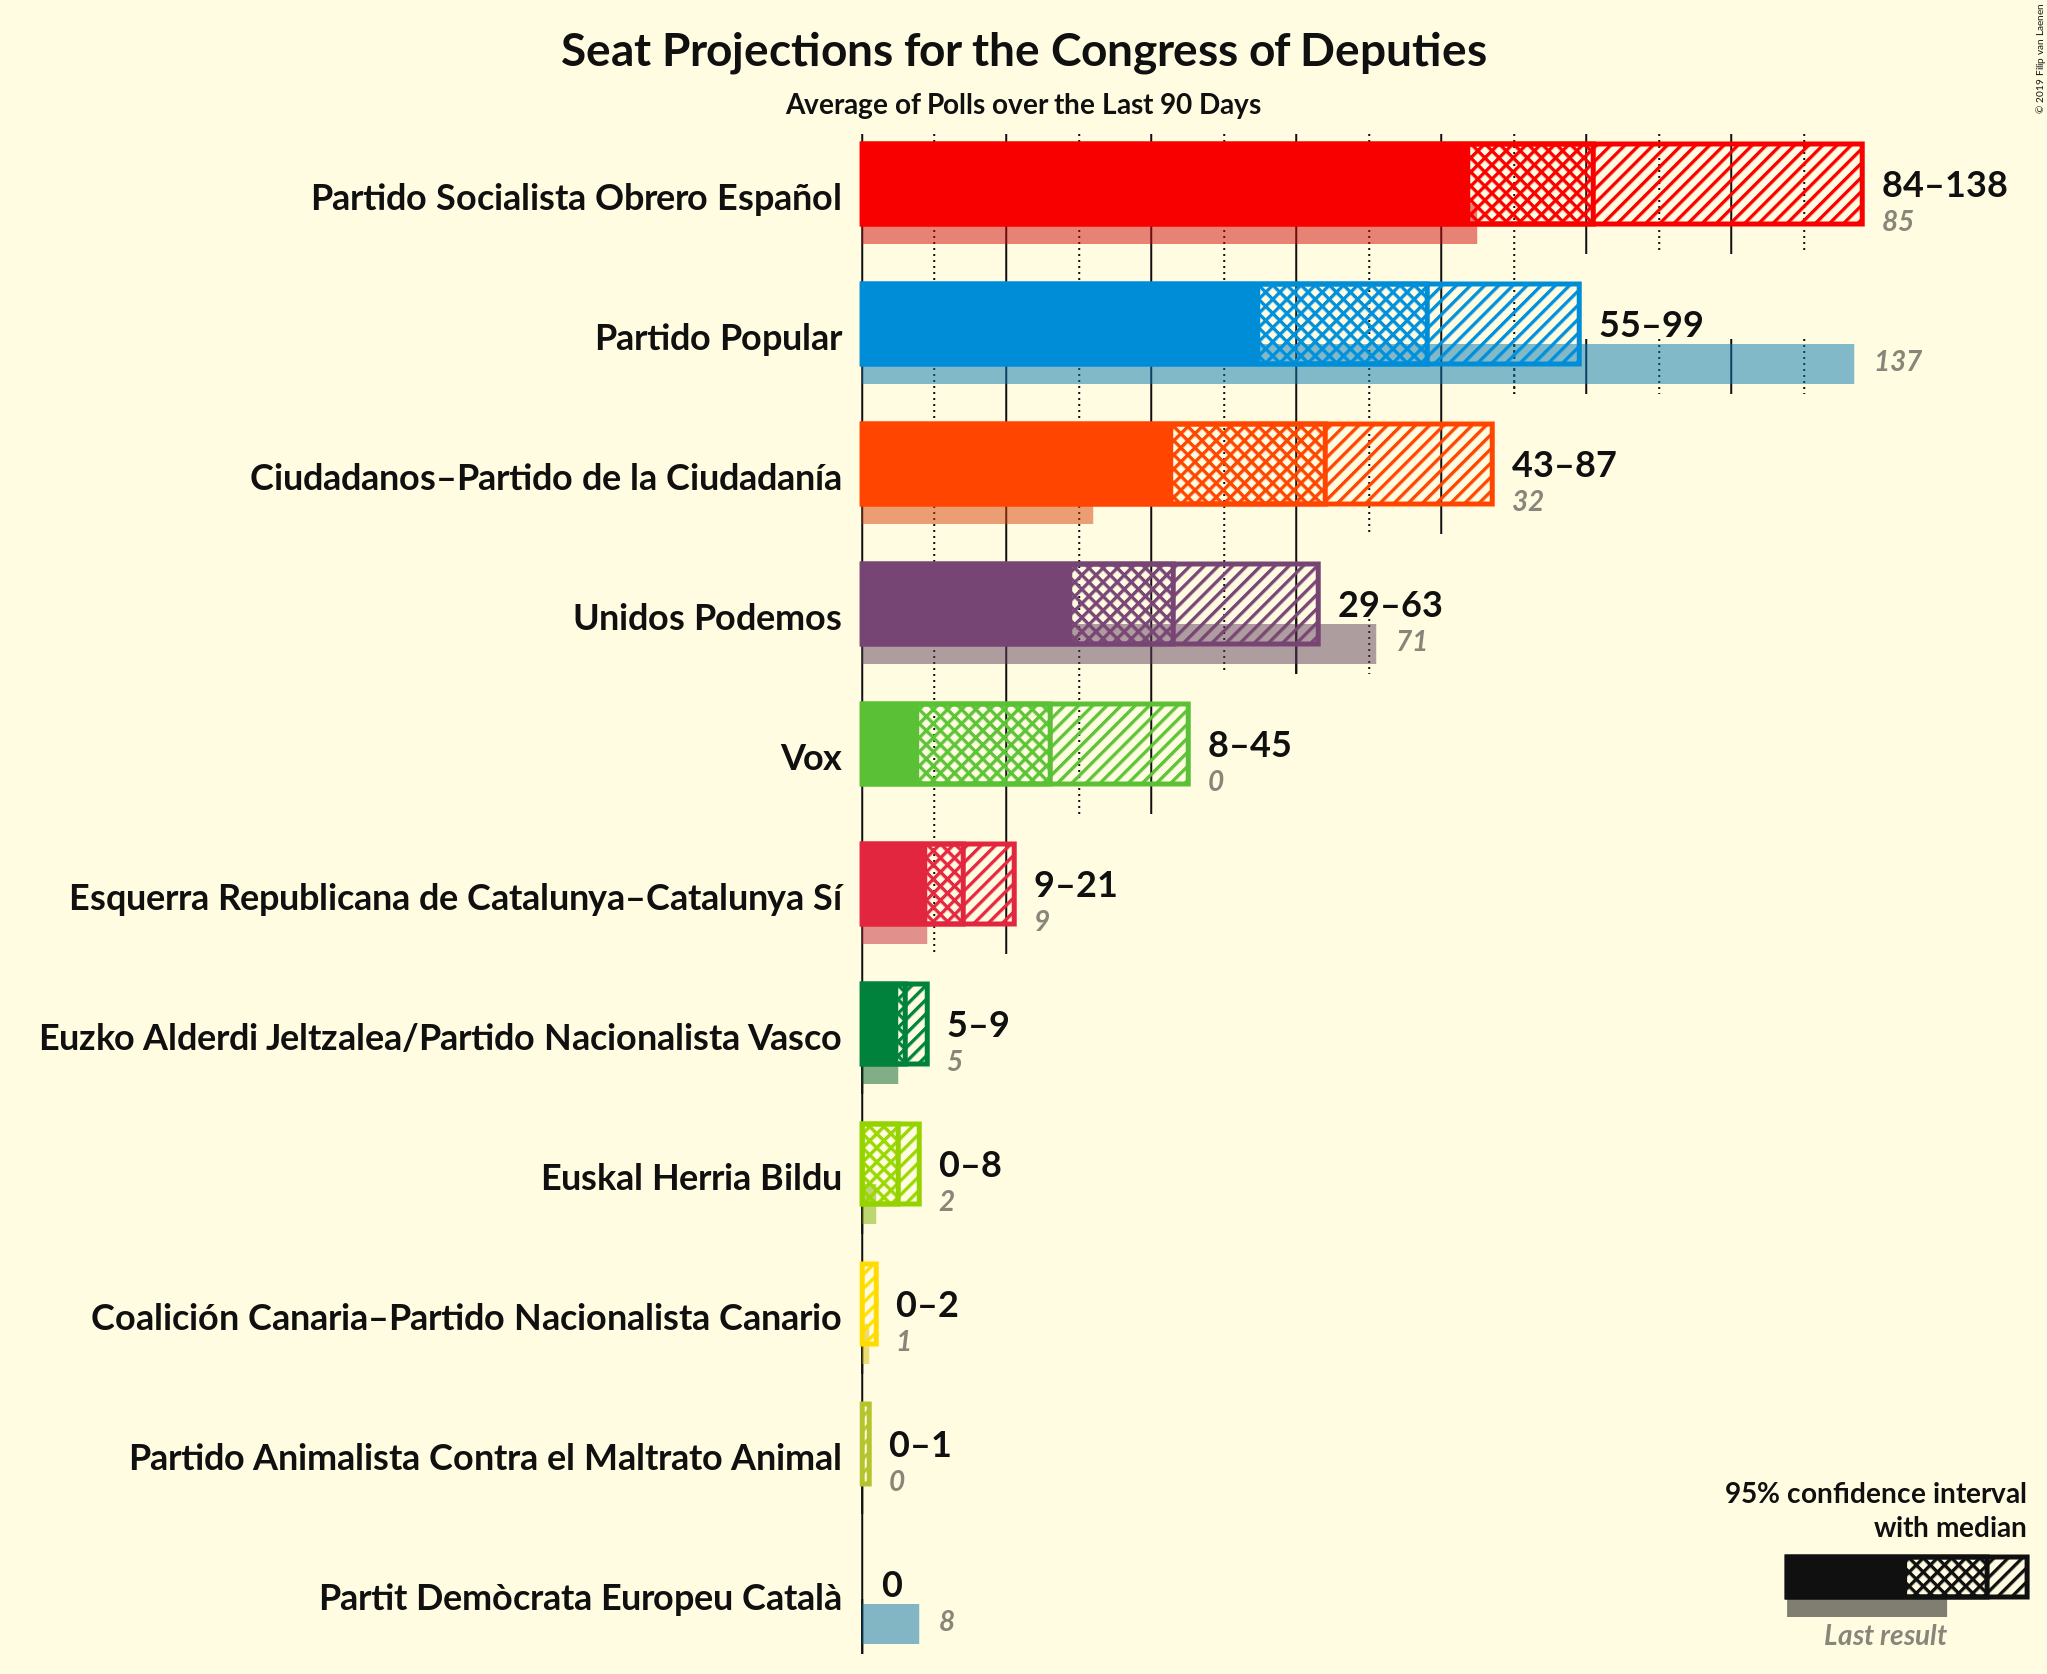 Seat Projections for the Congress of Deputies
Average of Polls over the Last 90 Days
© 2019 Filip van Laenen
Partido Socialista Obrero Español
84–138
85
Partido Popular
55–99
137
Ciudadanos–Partido de la Ciudadanía
43–87
32
Unidos Podemos
29–63
71
Vox
8–45
0
Esquerra Republicana de Catalunya–Catalunya Sí
9–21
9
Euzko Alderdi Jeltzalea/Partido Nacionalista Vasco
5–9
5
Euskal Herria Bildu
0–8
2
Coalición Canaria–Partido Nacionalista Canario
0–2
1
Partido Animalista Contra el Maltrato Animal
0–1
0
Partit Demòcrata Europeu Català
0
8
95% confidence interval
with median
Last result